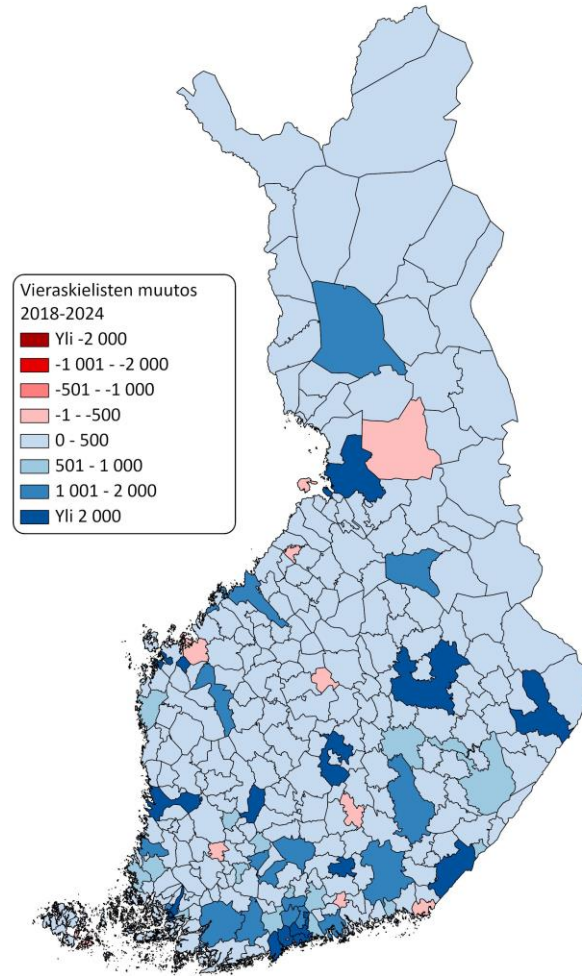 Vieraskielisten muutos
2018-2024
Yli -2 000
-1 001 - -2 000
-501 - -1 000
-1 - -500
0 - 500
501 - 1 000
1 001 - 2 000
Yli 2 000